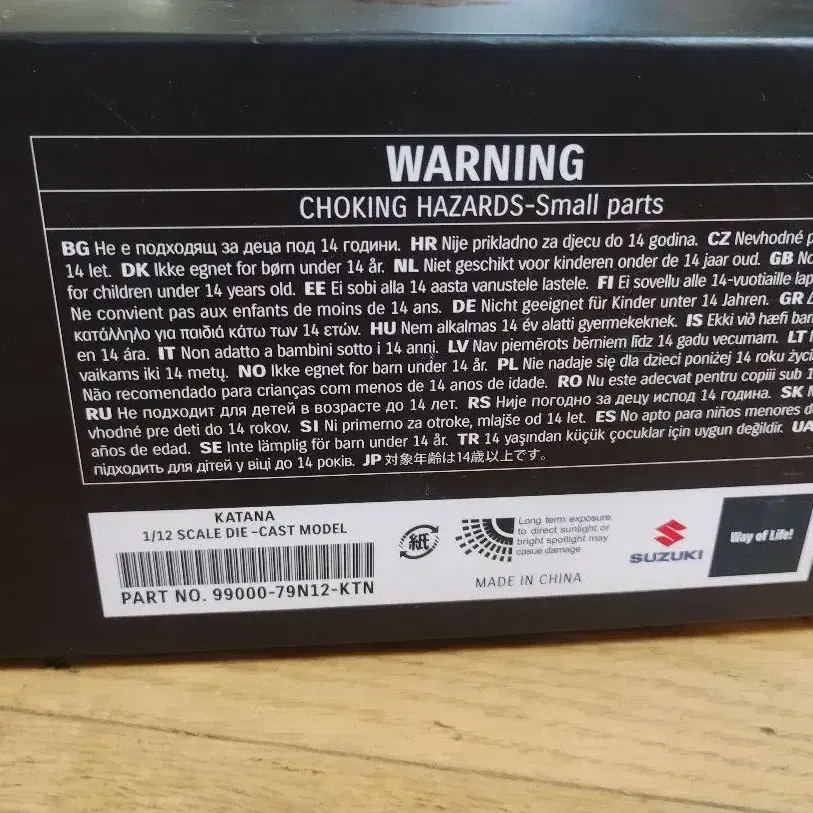 WARNING
CHOKING HAZARDS-Small parts
BG Не е подходящ за деца под 14 години. HR Nije prikladno za djecu do 14 godina. CZ Nevhodné
14 let. DK Ikke egnet for børn under 14 år. NL Niet geschikt voor kinderen onder de 14 jaar oud. GB
for children under 14 years old. EE Ei sobi alla 14 aasta vanustele lastele. FI Ei sovellu alle 14-vuotiaille
Ne convient pas aux enfants de moins de 14 ans. DE Nicht geeignet für Kinder unter 14 Jahren. GR
κατάλληλο για παιδιά κάτω των 14 ετών. HU Nem alkalmas 14 év alatti gyermekeknek. IS Ekki við hæfi
en 14 ára. IT Non adatto a bambini sotto i 14 anni. LV Nav piemērots bērniem līdz 14 gadu vecumam. LT
vaikams iki 14 metų. NO Ikke egnet for barn under 14 år. PL Nie nadaje się dla dzieci poniżej 14 roku
Não recomendado para crianças com menos de 14 anos de idade. RO Nu este adecvat pentru copiii sub
RU Не подходит для детей в возрасте до 14 лет. RS Није погодно за децу испод 14 година. SK
vhodné pre deti do 14 rokov. SI Ni primerno za otroke, mlajše od 14 let. ES No apto para niños menores
años de edad. SE Inte lämplig för barn under 14 år. TR 14 yaşından küçük çocuklar için uygun değildir. UA
підходить для дітей у віці до 14 років. JP 対象年齢は14歳以上です。
KATANA
1/12 SCALE DIE-CAST MODEL
PART NO. 99000-79N12-KTN
紙
Long term exposure
to direct sunlight or
bright spotlight may
casue damage
MADE IN CHINA
SUZUKI
Way of Life!